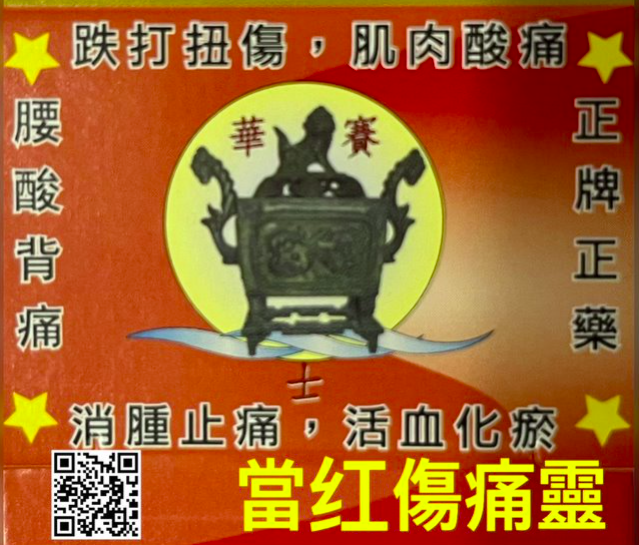 跌打扭傷，肌肉酸痛
腰酸背痛
正牌正藥
華 賽
士
消腫止痛，活血化瘀
當红傷痛靈